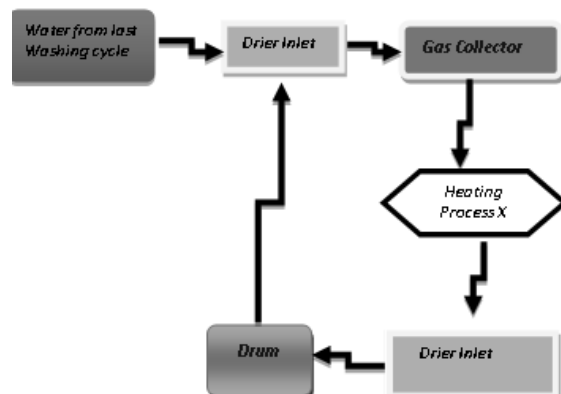 Water from last
Washing cycle
Drier Inlet
Gas Collector
Heating
Process X
Drum
Drier Inlet